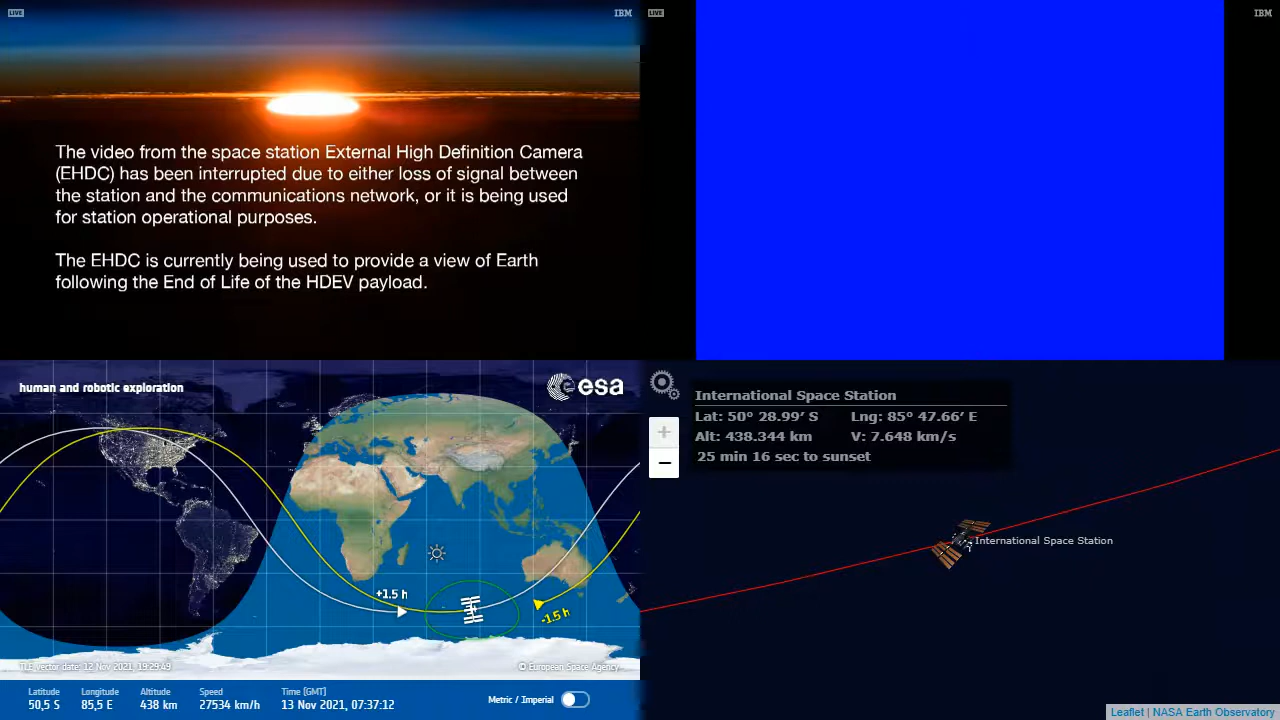 LIVE
IBM
The video from the space station External High Definition Camera
(EHDC) has been interrupted due to either loss of signal between
the station and the communications network, or it is being used
for station operational purposes.
The EHDC is currently being used to provide a view of Earth
following the End of Life of the HDEV payload.
LIVE
IBM
human and robotic exploration
esa
+1.5 h
-1.5 h
TLE vector date: 12 Nov 2021, 19:29:49
© European Space Agency
Latitude
50,5 S
Longitude
85,5 E
Altitude
438 km
Speed
27534 km/h
Time (GMT)
13 Nov 2021, 07:37:12
Metric / Imperial
+
−
International Space Station
Lat: 50° 28.99′ S Lng: 85° 47.66′ E
Alt: 438.344 km V: 7.648 km/s
25 min 16 sec to sunset
International Space Station
Leaflet | NASA Earth Observatory